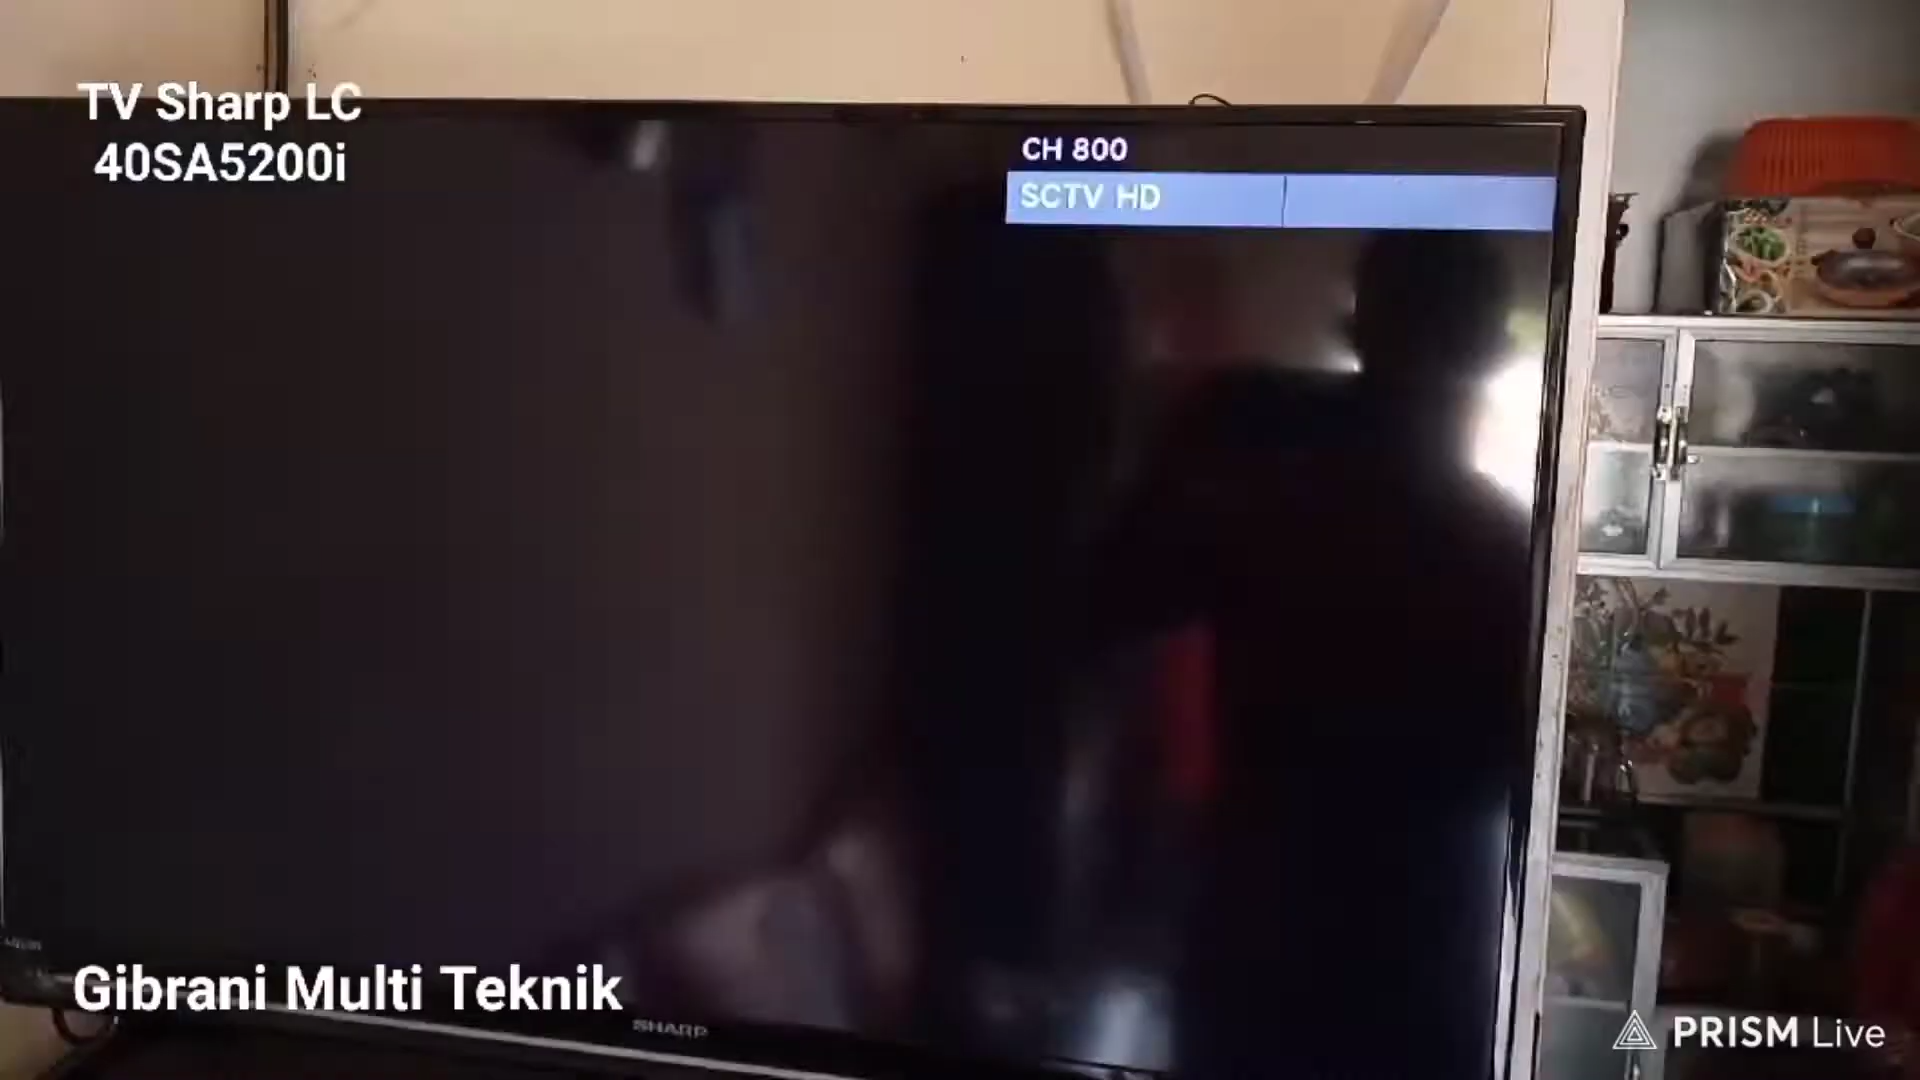 TV Sharp LC
40SA5200i
CH 800
SCTV HD
Gibrani Multi Teknik
SHARP
PRISM Live